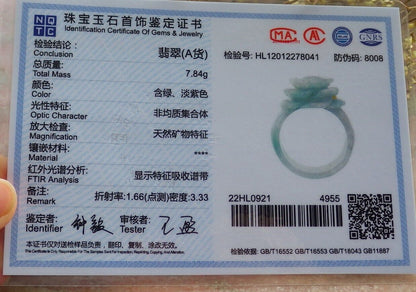 NQTC 珠宝玉石首饰鉴定证书
Identification Certificate Of Gems & Jewelry
MA
GNRS
检验结论: 翡翠(A货)
Conclusion
检验号: HL12012278041 防伪码: 8008
总质量: 7.84g
Total Mass
颜色: 含绿、淡紫色
Color
光性特征: 非均质集合体
Optic Character
放大检查: 天然矿物特征
Magnification
镶嵌材料: ****
Material
红外光谱分析: 显示特征吸收谱带
FTIR Analysis
备注: 折射率:1.66(点测)密度:3.33
Remark
鉴定者:
Identifier
审核者:
Tester
22HL0921 4955
本证书仅对送检样品负责，翻印、复制、涂改无效。
检验依据: GB/T16552 GB/T16553 GB/T18043 GB11887